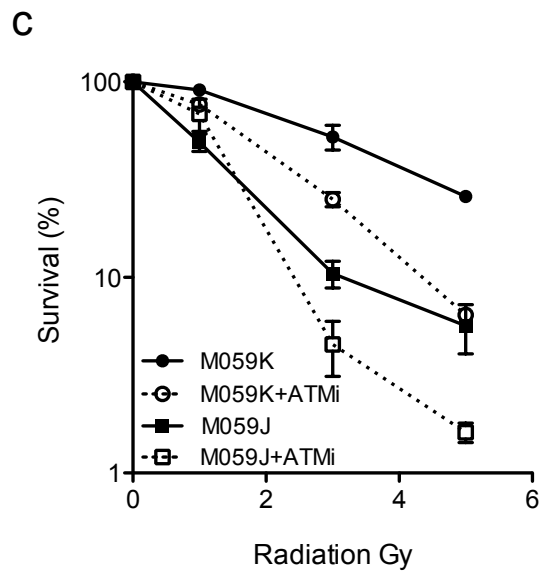 C
100
10
1
Survival (%)
M059K
M059K+ATMi
M059J
M059J+ATMi
0 2 4 6
Radiation Gy